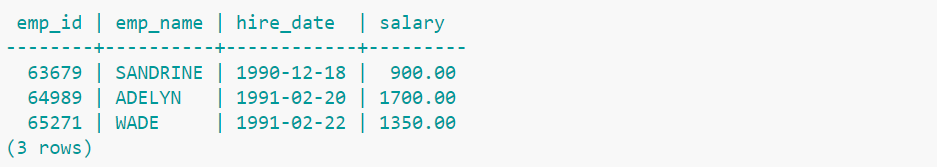 emp_id | emp_name | hire_date  | salary
--------+----------+------------+---------
  63679 | SANDRINE | 1990-12-18 |  900.00
  64989 | ADELYN   | 1991-02-20 | 1700.00
  65271 | WADE     | 1991-02-22 | 1350.00
(3 rows)